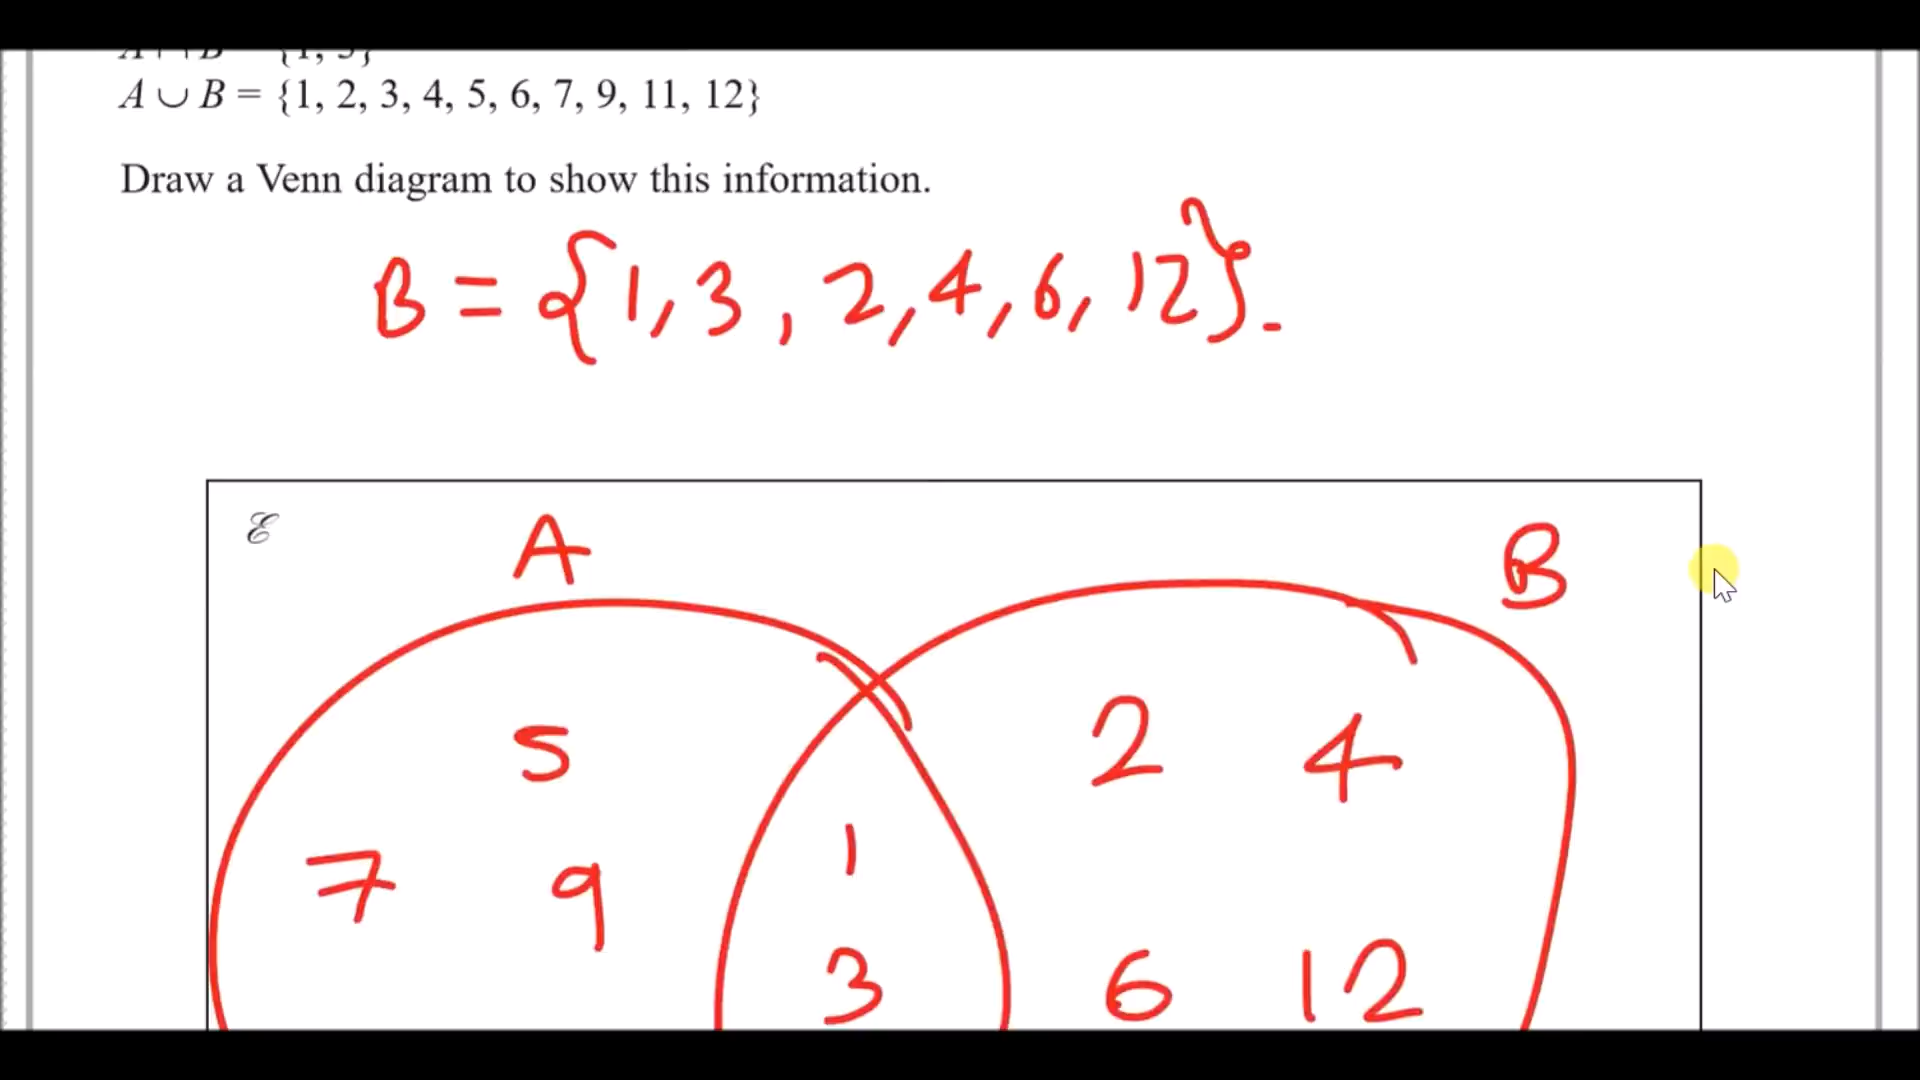 A ∪ B = {1, 2, 3, 4, 5, 6, 7, 9, 11, 12}
Draw a Venn diagram to show this information.
B = {1, 3, 2, 4, 6, 12}.
ℰ A B
5 2 4
7 9 1
3 6 12